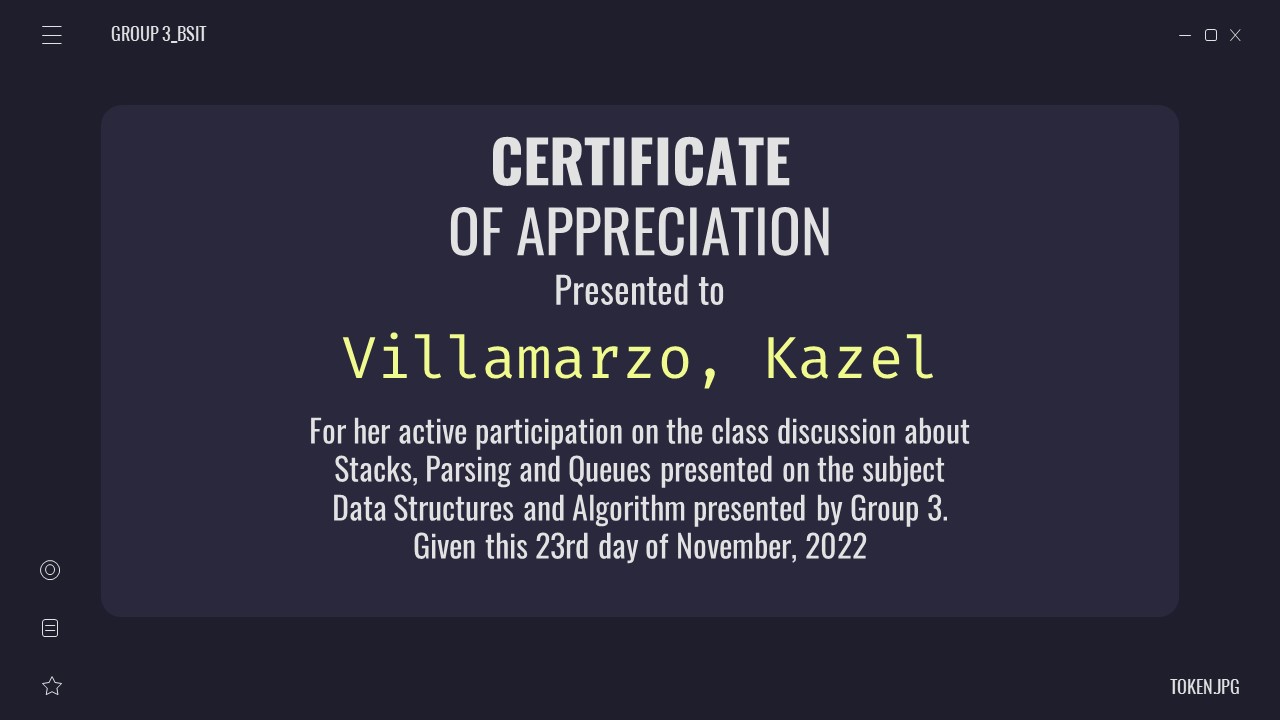 GROUP 3_BSIT
CERTIFICATE
OF APPRECIATION
Presented to
Villamarzo, Kazel
For her active participation on the class discussion about
Stacks, Parsing and Queues presented on the subject
Data Structures and Algorithm presented by Group 3.
Given this 23rd day of November, 2022
TOKEN.JPG